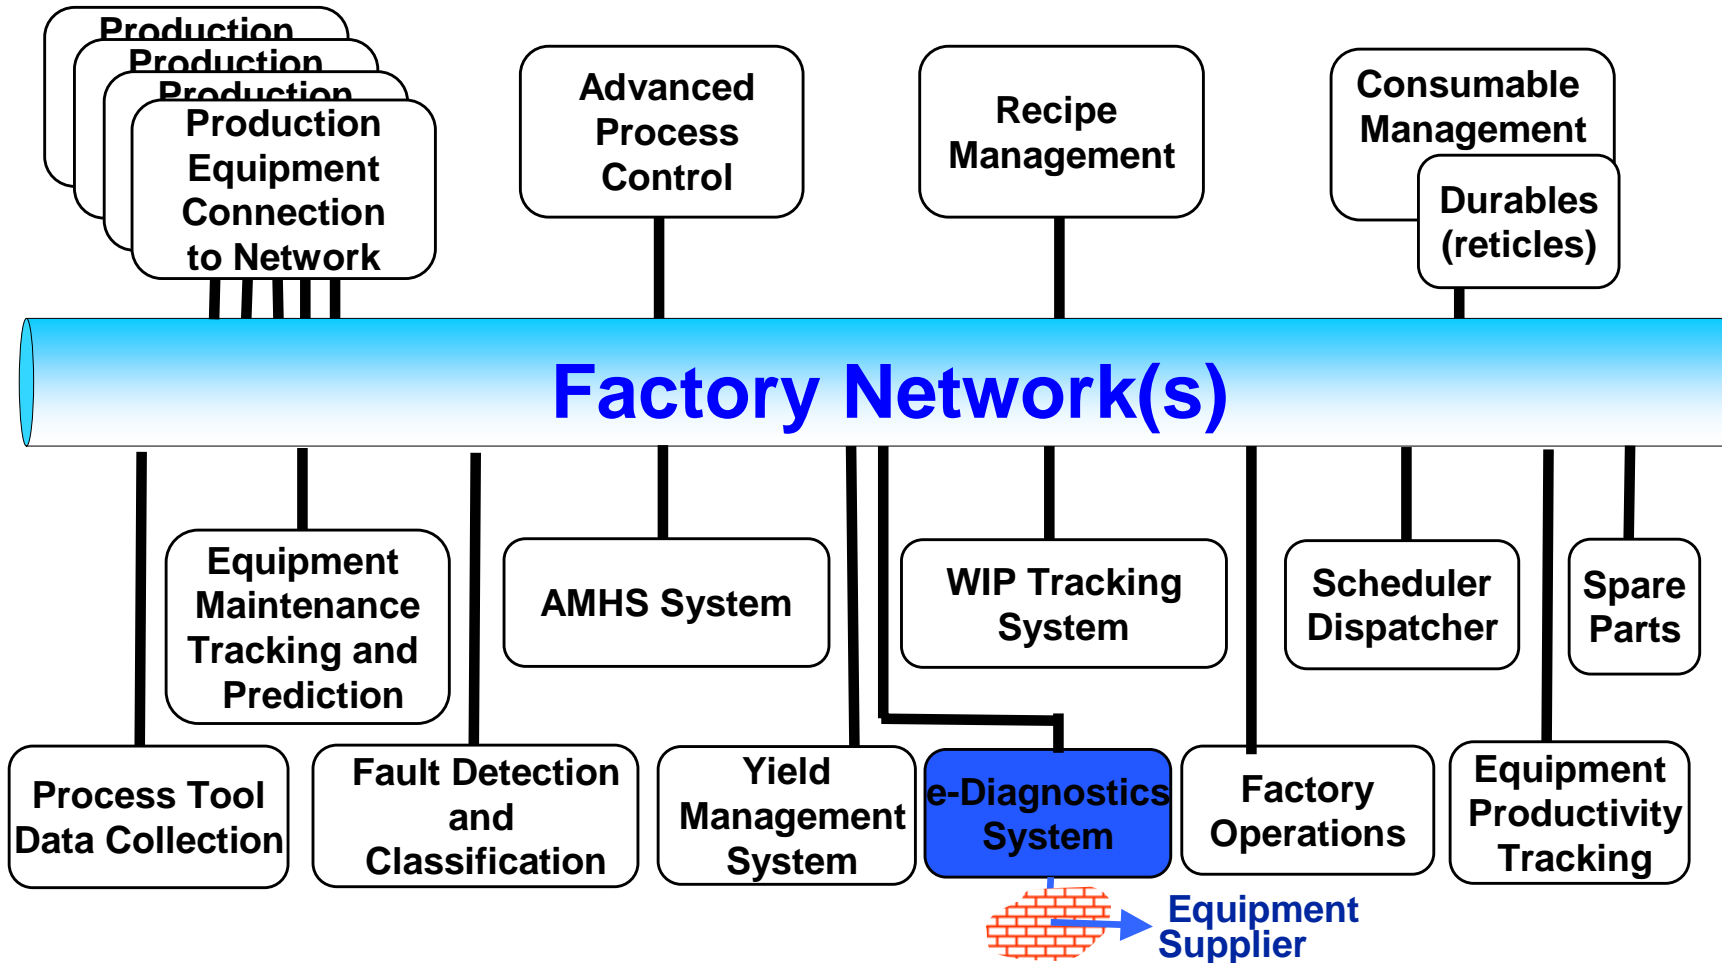 Production
Production
Production
Production
Equipment
Connection
to Network
Advanced
Process
Control
Recipe
Management
Consumable
Management
Durables
(reticles)
Factory Network(s)
Equipment
Maintenance
Tracking and
Prediction
AMHS System
WIP Tracking
System
Scheduler
Dispatcher
Spare
Parts
Process Tool
Data Collection
Fault Detection
and
Classification
Yield
Management
System
e-Diagnostics
System
Factory
Operations
Equipment
Productivity
Tracking
Equipment
Supplier